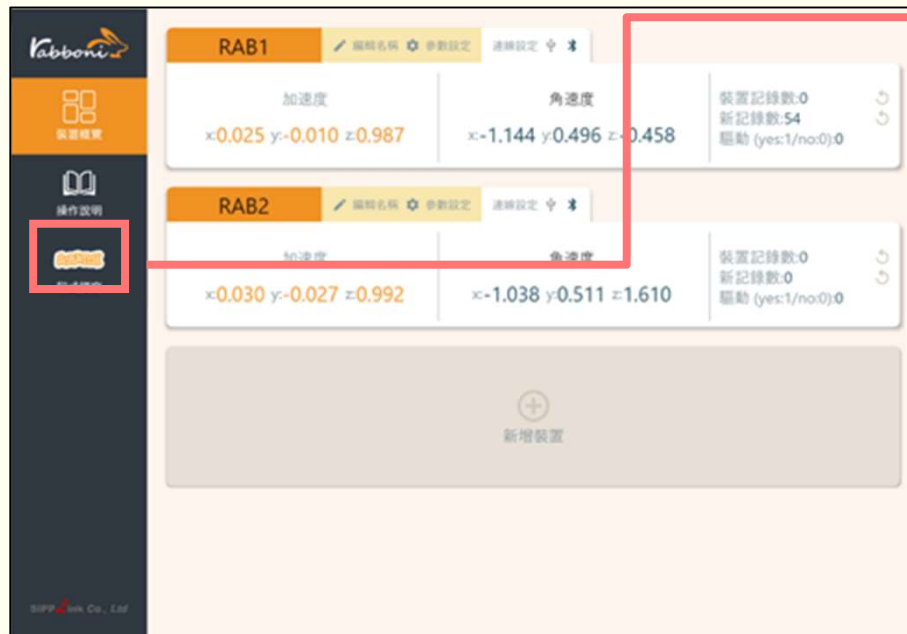 rabboni
裝置概覽
操作說明
RAB1
編輯名稱 參數設定
連線設定
加速度
x:0.025 y:-0.010 z:0.987
角速度
x:-1.144 y:0.496 z:-0.458
裝置記錄數:0
新記錄數:54
驅動 (yes:1/no:0):0
RAB2
編輯名稱 參數設定
連線設定
加速度
x:0.030 y:-0.027 z:0.992
角速度
x:-1.038 y:0.511 z:1.610
裝置記錄數:0
新記錄數:0
驅動 (yes:1/no:0):0
新增裝置
SIPPLink Co., Ltd